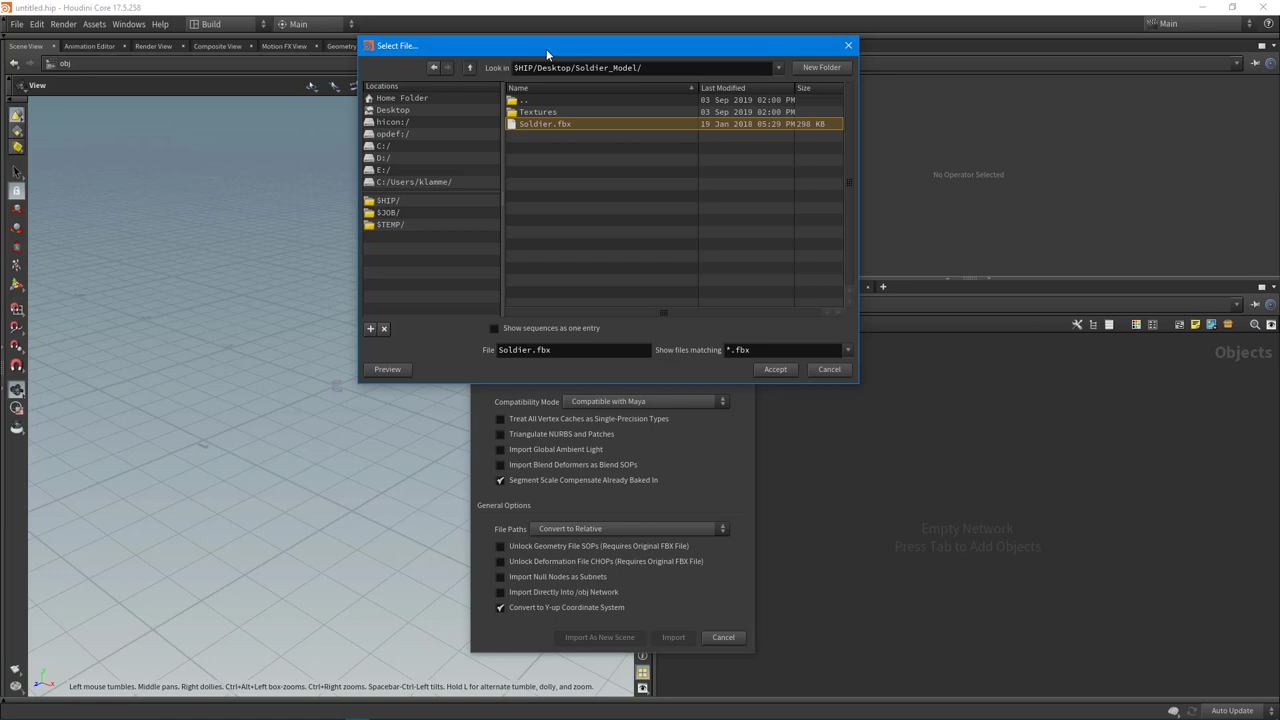 untitled.hip - Houdini Core 17.5.258
File Edit Render Assets Windows Help Build Main Main
Scene View Animation Editor Render View Composite View Motion FX View Geometry
obj
View
Select File...
Look in $HIP/Desktop/Soldier_Model/ New Folder
Locations
Home Folder
Desktop
hicon:/
opdef:/
C:/
D:/
E:/
C:/Users/klamme/
$HIP/
$JOB/
$TEMP/
Name Last Modified Size
.. 03 Sep 2019 02:00 PM
Textures 03 Sep 2019 02:00 PM
Soldier.fbx 19 Jan 2018 05:29 PM 298 KB
Show sequences as one entry
File Soldier.fbx Show files matching *.fbx
Preview Accept Cancel
No Operator Selected
Objects
Compatibility Mode Compatible with Maya
Treat All Vertex Caches as Single-Precision Types
Triangulate NURBS and Patches
Import Global Ambient Light
Import Blend Deformers as Blend SOPs
Segment Scale Compensate Already Baked In
General Options
File Paths Convert to Relative
Unlock Geometry File SOPs (Requires Original FBX File)
Unlock Deformation File CHOPs (Requires Original FBX File)
Import Null Nodes as Subnets
Import Directly Into /obj Network
Convert to Y-up Coordinate System
Import As New Scene Import Cancel
Empty Network
Press Tab to Add Objects
Left mouse tumbles. Middle pans. Right dollies. Ctrl+Alt+Left box-zooms. Ctrl+Right zooms. Spacebar-Ctrl-Left tilts. Hold L for alternate tumble, dolly, and zoom.
Auto Update